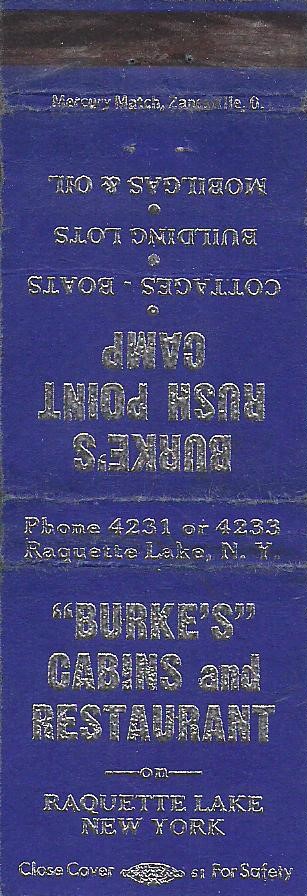 Mercury Match, Zanesville, O.
BURKE'S
RUSH POINT
CAMP
COTTAGES - BOATS
BUILDING LOTS
MOBILGAS & OIL
Phone 4231 or 4233
Raquette Lake, N. Y.
"BURKE'S"
CABINS and
RESTAURANT
on
RAQUETTE LAKE
NEW YORK
Close Cover 51 For Safety